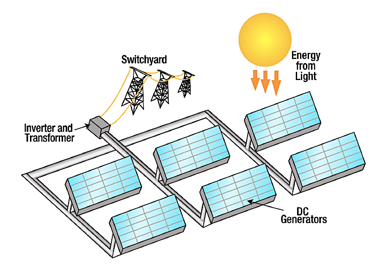 Switchyard
Energy
from
Light
Inverter and
Transformer
DC
Generators